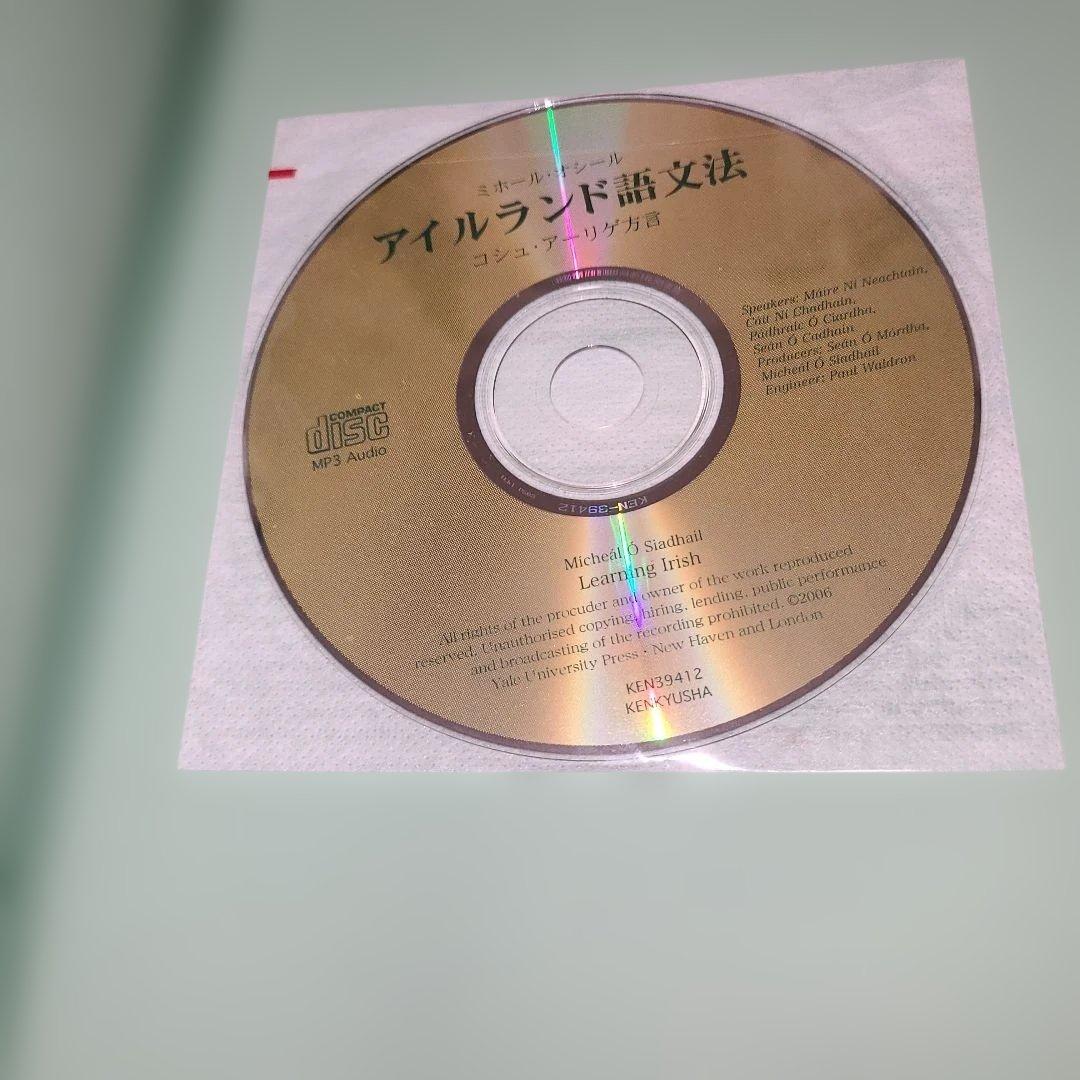 ミホール・オシール
アイルランド語文法
コシュ・アーリゲ方言
Speakers: Máire Ní Neachtain,
Cáit Ní Chadhain,
Pádhraic Ó Ciardha,
Seán Ó Cadhain
Producers: Seán Ó Mórdha,
Mícheál Ó Siadhail
Engineer: Paul Waldron
COMPACT
disc
MP3 Audio
KEN-39412
Mícheál Ó Siadhail
Learning Irish
All rights of the procuder and owner of the work reproduced
reserved. Unauthorised copying, hiring, lending, public performance
and broadcasting of the recording prohibited. ©2006
Yale University Press · New Haven and London
KEN39412
KENKYUSHA